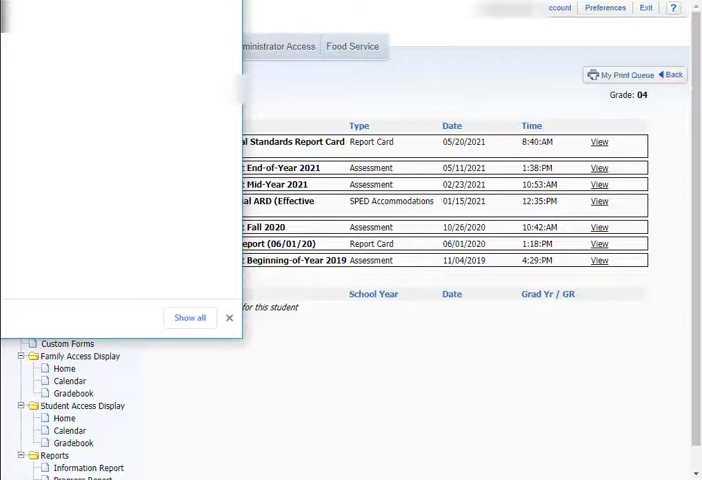 ccount Preferences Exit ?
ministrator Access Food Service
My Print Queue Back
Grade: 04
Type Date Time
al Standards Report Card Report Card 05/20/2021 8:40:AM View
t End-of-Year 2021 Assessment 05/11/2021 1:38:PM View
t Mid-Year 2021 Assessment 02/23/2021 10:53:AM View
ial ARD (Effective SPED Accommodations 01/15/2021 12:35:PM View
t Fall 2020 Assessment 10/26/2020 10:42:AM View
eport (06/01/20) Report Card 06/01/2020 1:18:PM View
t Beginning-of-Year 2019 Assessment 11/04/2019 4:29:PM View
School Year Date Grad Yr / GR
for this student
Show all
Custom Forms
Family Access Display
Home
Calendar
Gradebook
Student Access Display
Home
Calendar
Gradebook
Reports
Information Report
Progress Report